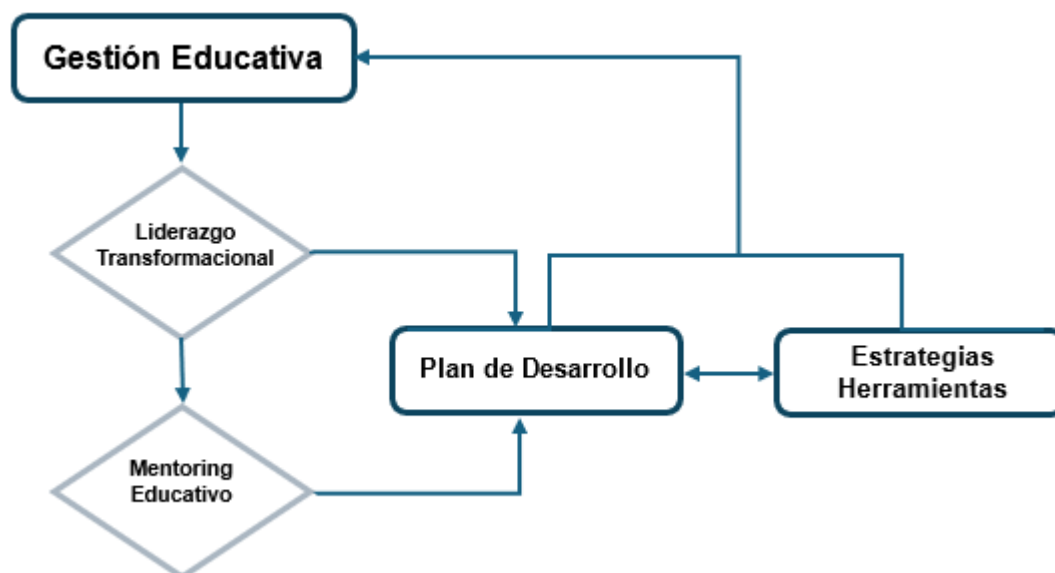 Gestión Educativa
Liderazgo
Transformacional
Plan de Desarrollo
Estrategias
Herramientas
Mentoring
Educativo